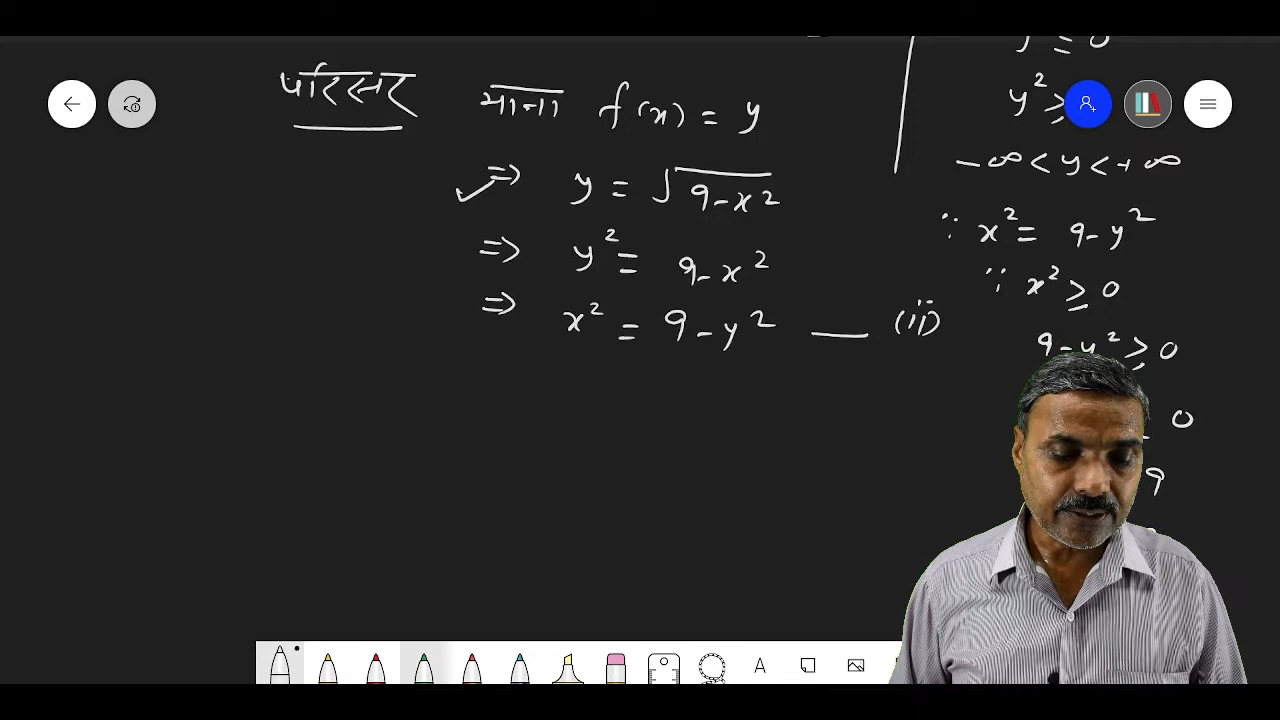 परिसर माना f(x) = y
⇒ y = √9-x²
⇒ y² = 9-x²
⇒ x² = 9-y² — (ii)
≥ 0
y² ≥
-∞ < y < +∞
∵ x² = 9-y²
∵ x² ≥ 0
9-y² ≥ 0
0
9
A